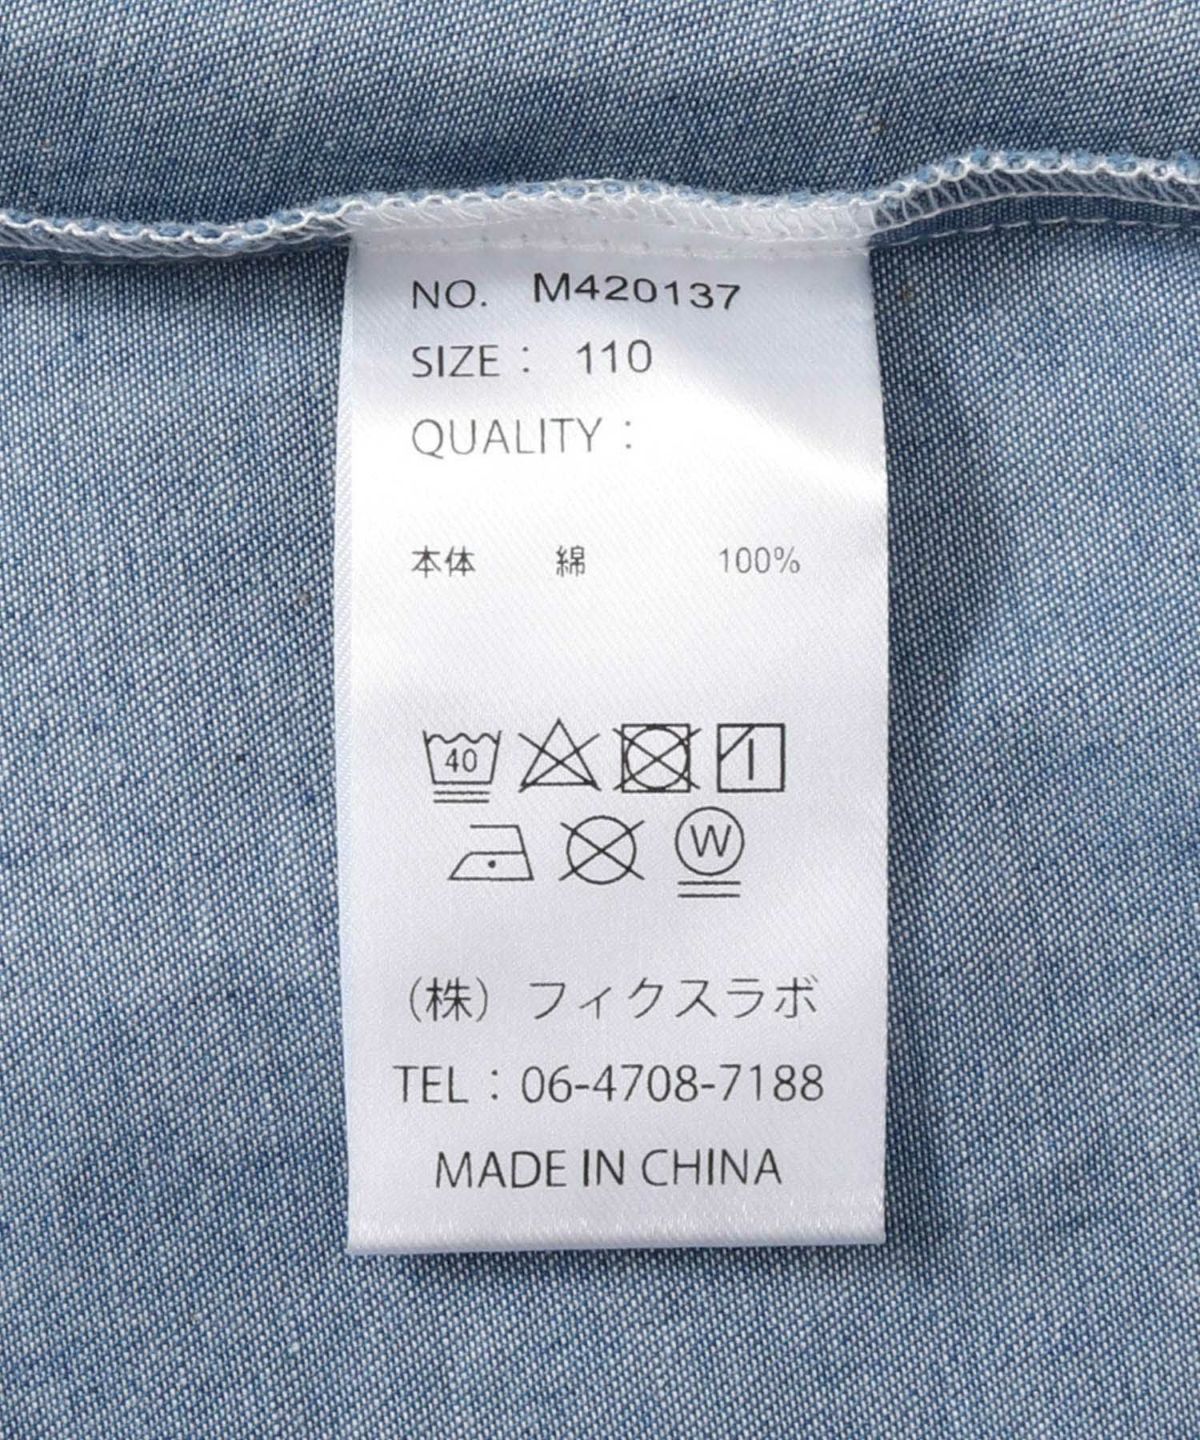 NO. M420137
SIZE： 110
QUALITY：
本体 綿 100%
40
W
（株）フィクスラボ
TEL：06-4708-7188
MADE IN CHINA